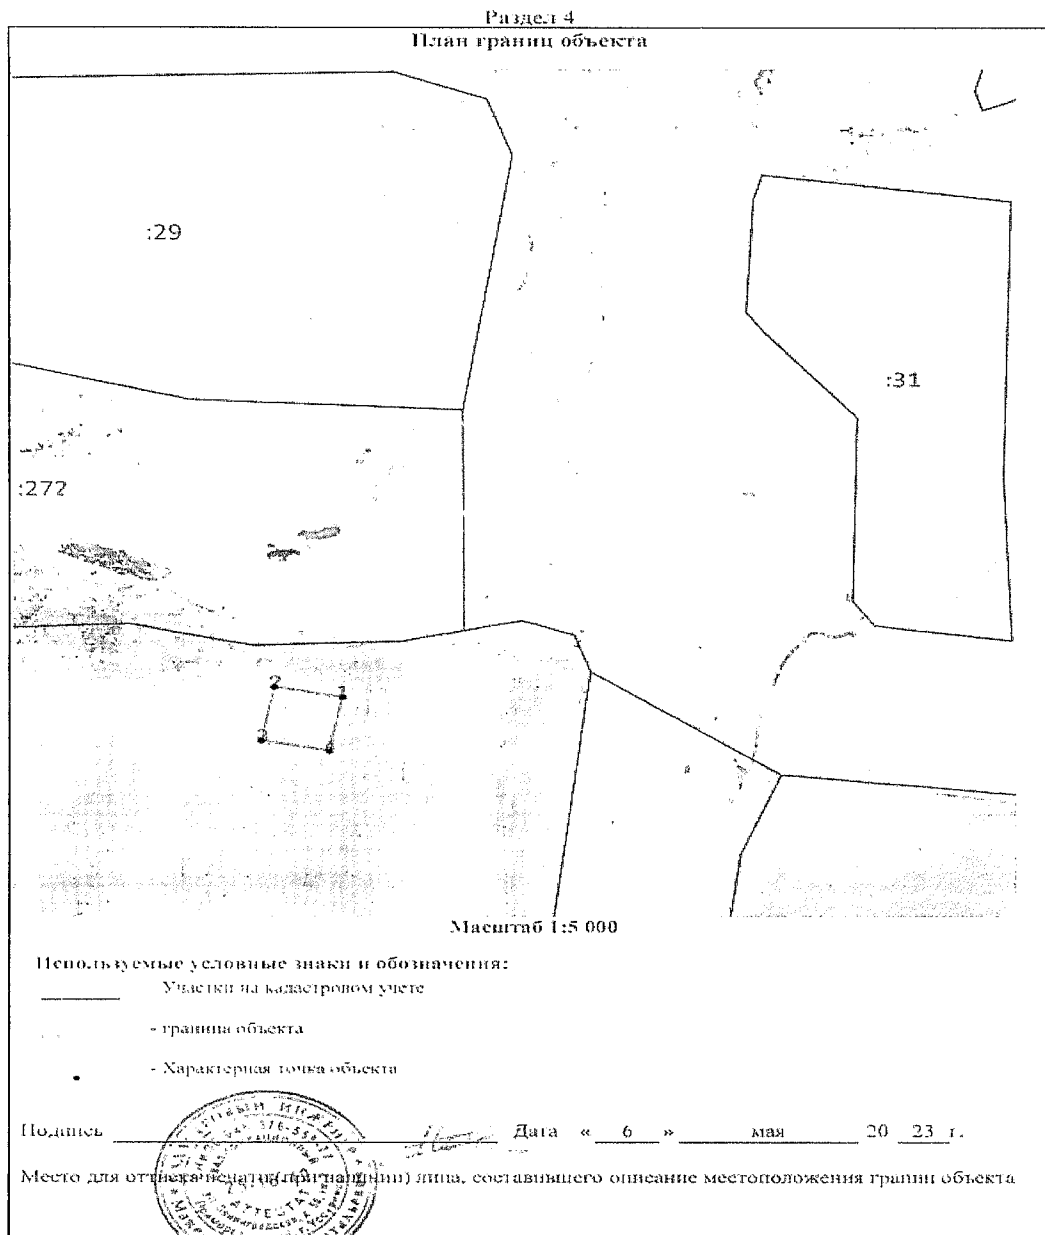 Раздел 4
План границ объекта
:29
:31
:272
2
1
3
4
Масштаб 1:5 000
Используемые условные знаки и обозначения:
Участки на кадастровом учете
- граница объекта
- Характерная точка объекта
Подпись Дата « 6 » мая 20 23 г.
Место для оттиска печати (при наличии) лица, составившего описание местоположения границ объекта
АТТЕСТАТ